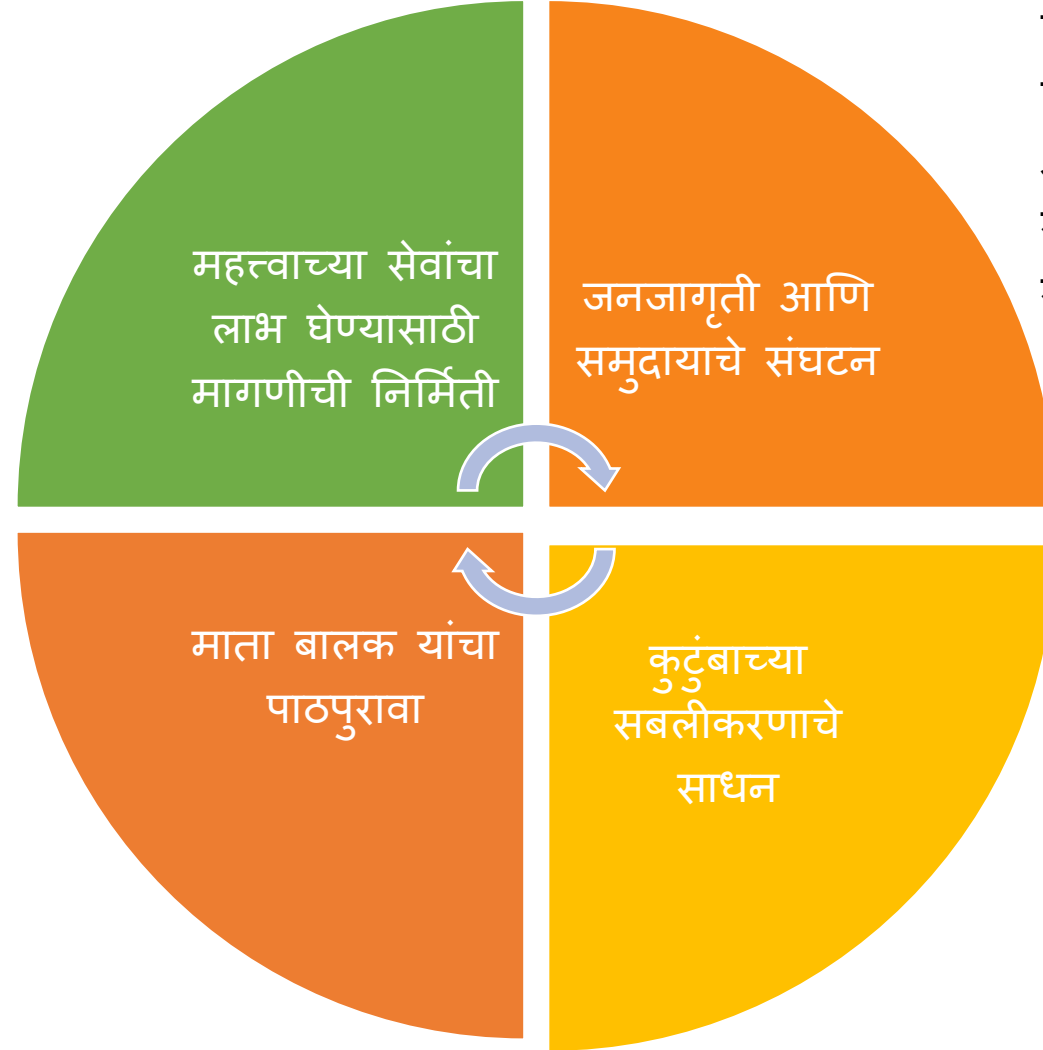 महत्त्वाच्या सेवांचा
लाभ घेण्यासाठी
मागणीची निर्मिती
जनजागृती आणि
समुदायाचे संघटन
माता बालक यांचा
पाठपुरावा
कुटुंबाच्या
सबलीकरणाचे
साधन